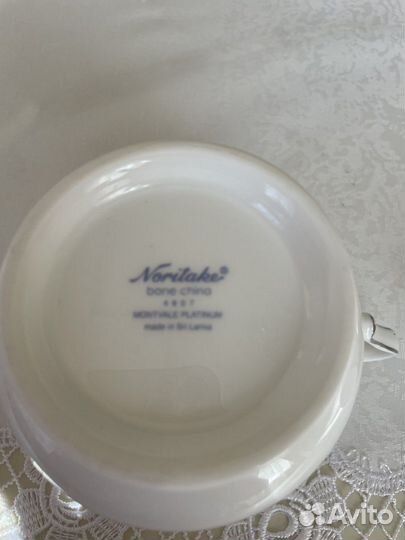 Noritake®
bone china
4807
MONTVALE PLATINUM
made in Sri Lanka
Avito